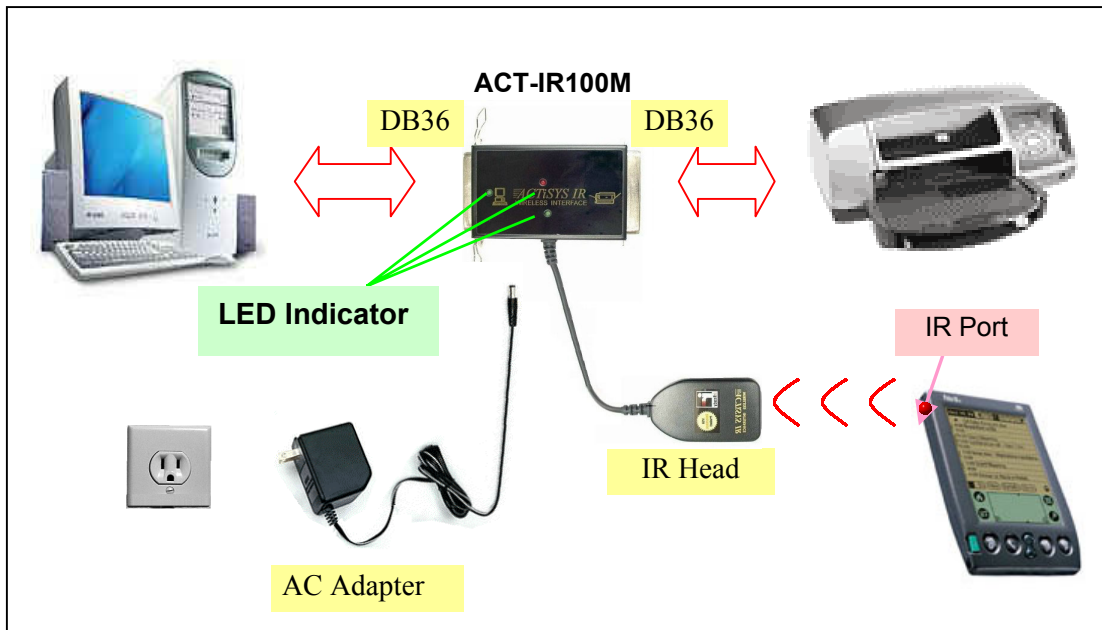 ACT-IR100M
DB36
DB36
ACTiSYS IR
WIRELESS INTERFACE
LED Indicator
IR Port
IR Head
AC Adapter